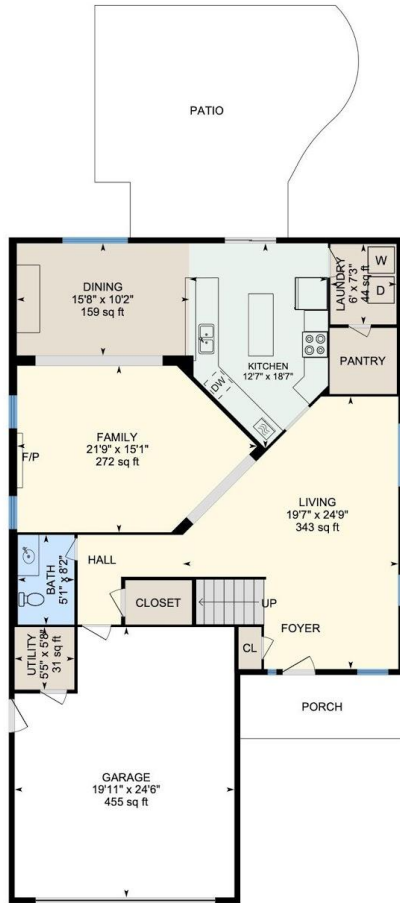 PATIO
DINING
15'8" x 10'2"
159 sq ft
LAUNDRY
6' x 7'3"
44 sq ft
W
D
KITCHEN
12'7" x 18'7"
DW
PANTRY
FAMILY
21'9" x 15'1"
272 sq ft
F/P
LIVING
19'7" x 24'9"
343 sq ft
HALL
BATH
5'1" x 8'2"
CLOSET
UP
FOYER
CL
UTILITY
5'5" x 5'8"
31 sq ft
PORCH
GARAGE
19'11" x 24'6"
455 sq ft